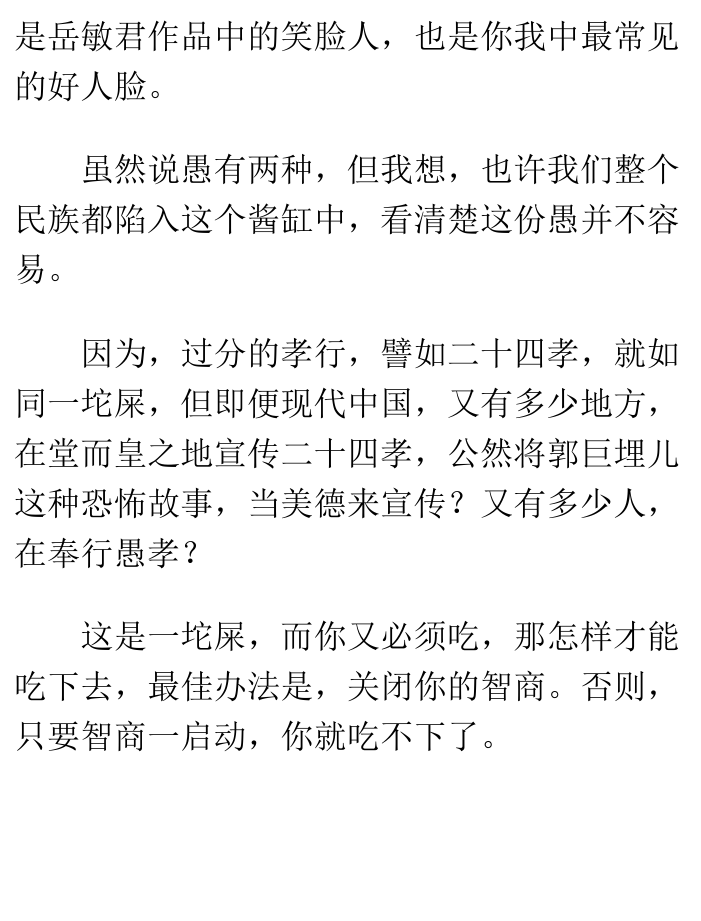 是岳敏君作品中的笑脸人，也是你我中最常见
的好人脸。
虽然说愚有两种，但我想，也许我们整个
民族都陷入这个酱缸中，看清楚这份愚并不容
易。
因为，过分的孝行，譬如二十四孝，就如
同一坨屎，但即便现代中国，又有多少地方，
在堂而皇之地宣传二十四孝，公然将郭巨埋儿
这种恐怖故事，当美德来宣传？又有多少人，
在奉行愚孝？
这是一坨屎，而你又必须吃，那怎样才能
吃下去，最佳办法是，关闭你的智商。否则，
只要智商一启动，你就吃不下了。